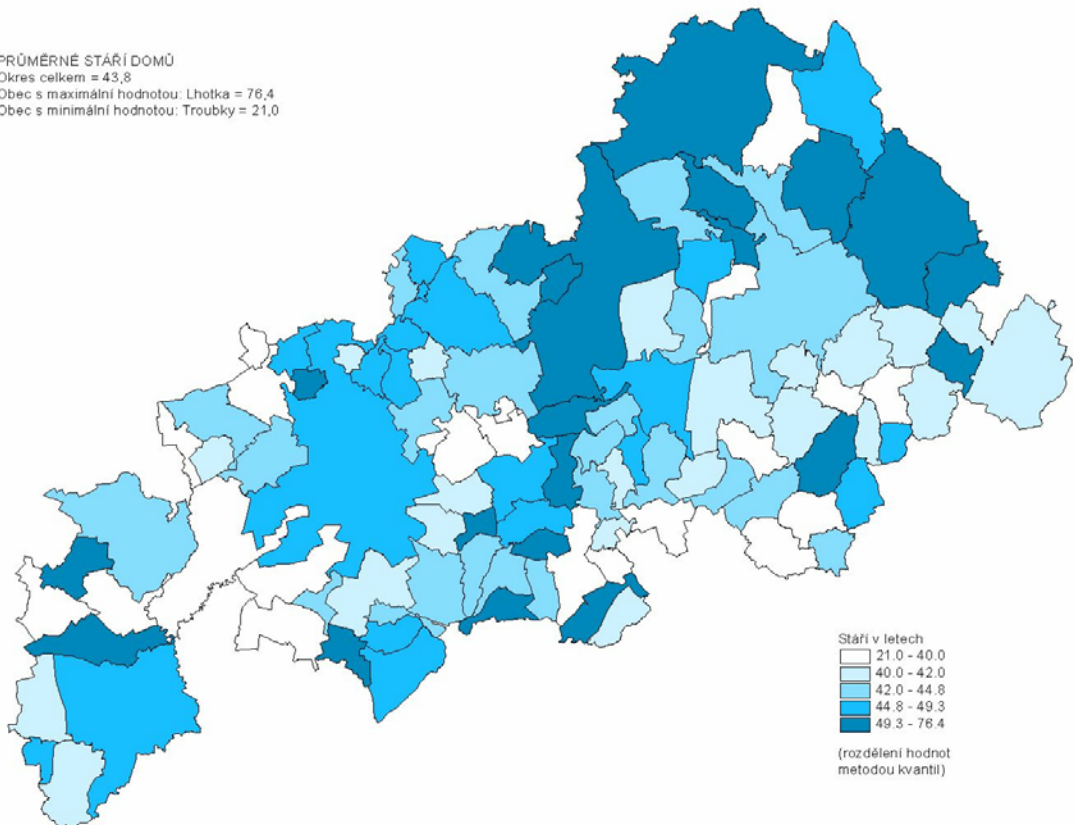 PRŮMĚRNÉ STÁŘÍ DOMŮ
Okres celkem = 43,8
Obec s maximální hodnotou: Lhotka = 76,4
Obec s minimální hodnotou: Troubky = 21,0
Stáří v letech
21.0 - 40.0
40.0 - 42.0
42.0 - 44.8
44.8 - 49.3
49.3 - 76.4
(rozdělení hodnot
metodou kvantil)